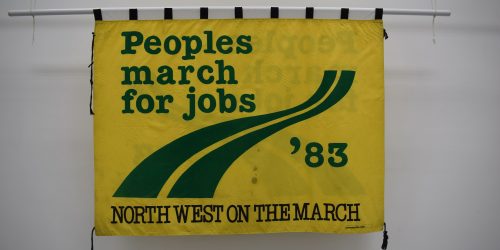 Peoples
march
for jobs
'83
NORTH WEST ON THE MARCH